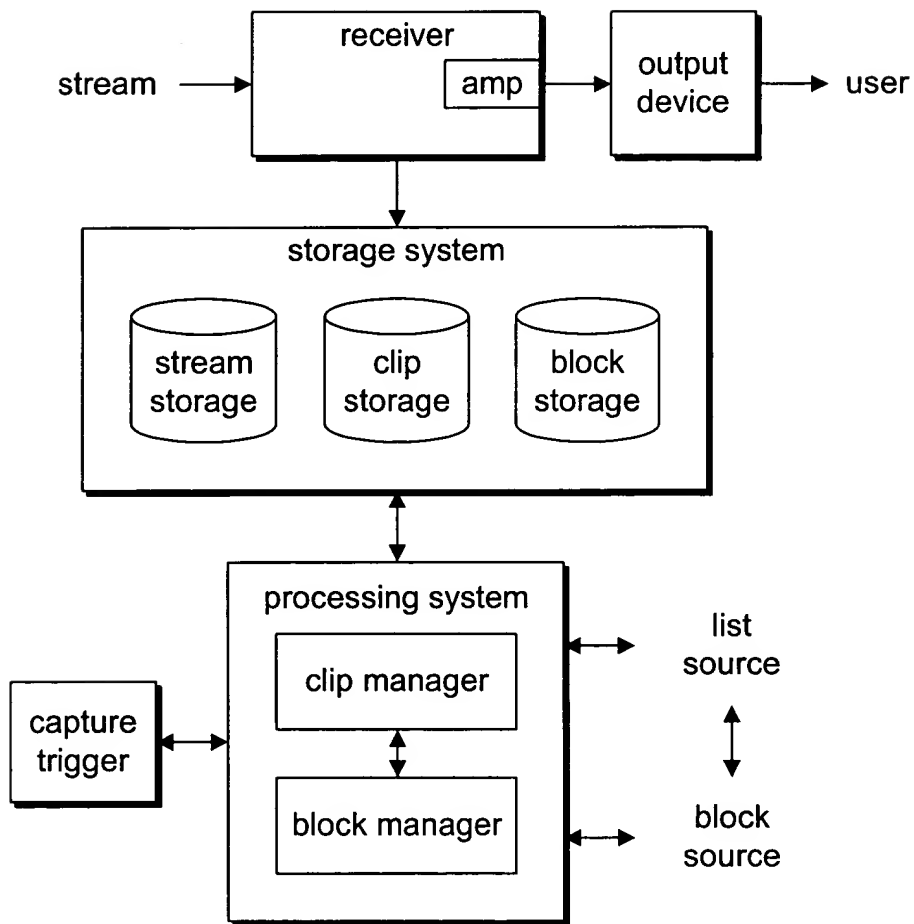 receiver
stream
amp
output
device
user
storage system
stream
storage
clip
storage
block
storage
processing system
clip manager
list
source
capture
trigger
block manager
block
source